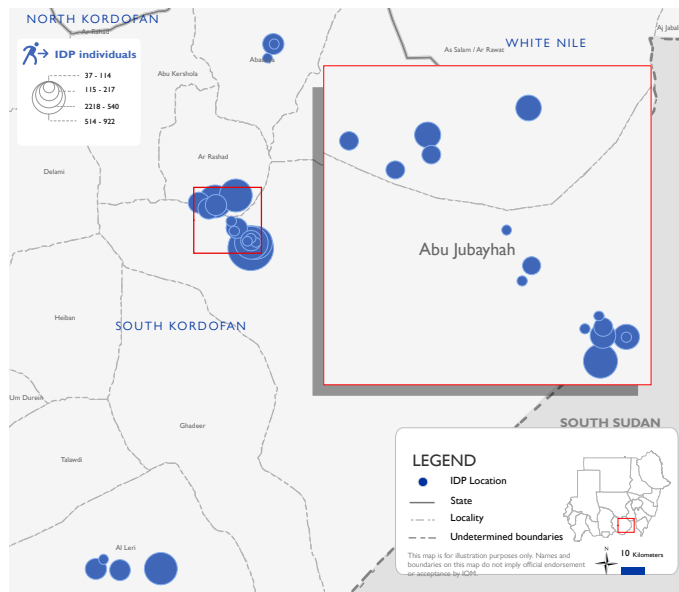 NORTH KORDOFAN
Ar Rahad
IDP individuals
37 - 114
115 - 217
2218 - 540
514 - 922
Abu Kershola
As Salam / Ar Rawat
WHITE NILE
Ar Rashad
Delami
Abu Jubayhah
Heiban
SOUTH KORDOFAN
Um Durein
Ghadeer
Talawdi
Al Leri
SOUTH SUDAN
LEGEND
IDP Location
State
Locality
Undetermined boundaries
This map is for illustration purposes only. Names and
boundaries on this map do not imply official endorsement
or acceptance by IOM.
N
10 Kilometers